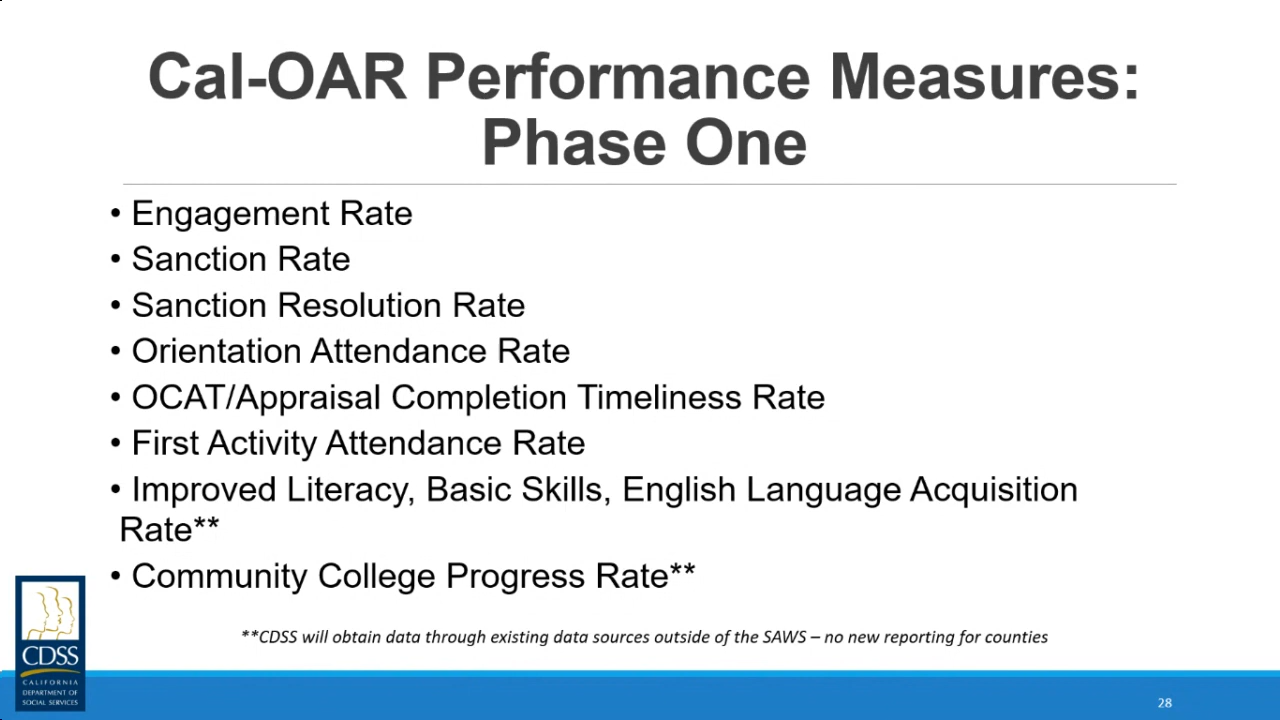 Cal-OAR Performance Measures:
Phase One
• Engagement Rate
• Sanction Rate
• Sanction Resolution Rate
• Orientation Attendance Rate
• OCAT/Appraisal Completion Timeliness Rate
• First Activity Attendance Rate
• Improved Literacy, Basic Skills, English Language Acquisition
Rate**
• Community College Progress Rate**
**CDSS will obtain data through existing data sources outside of the SAWS – no new reporting for counties
CDSS
CALIFORNIA
DEPARTMENT OF
SOCIAL SERVICES
28